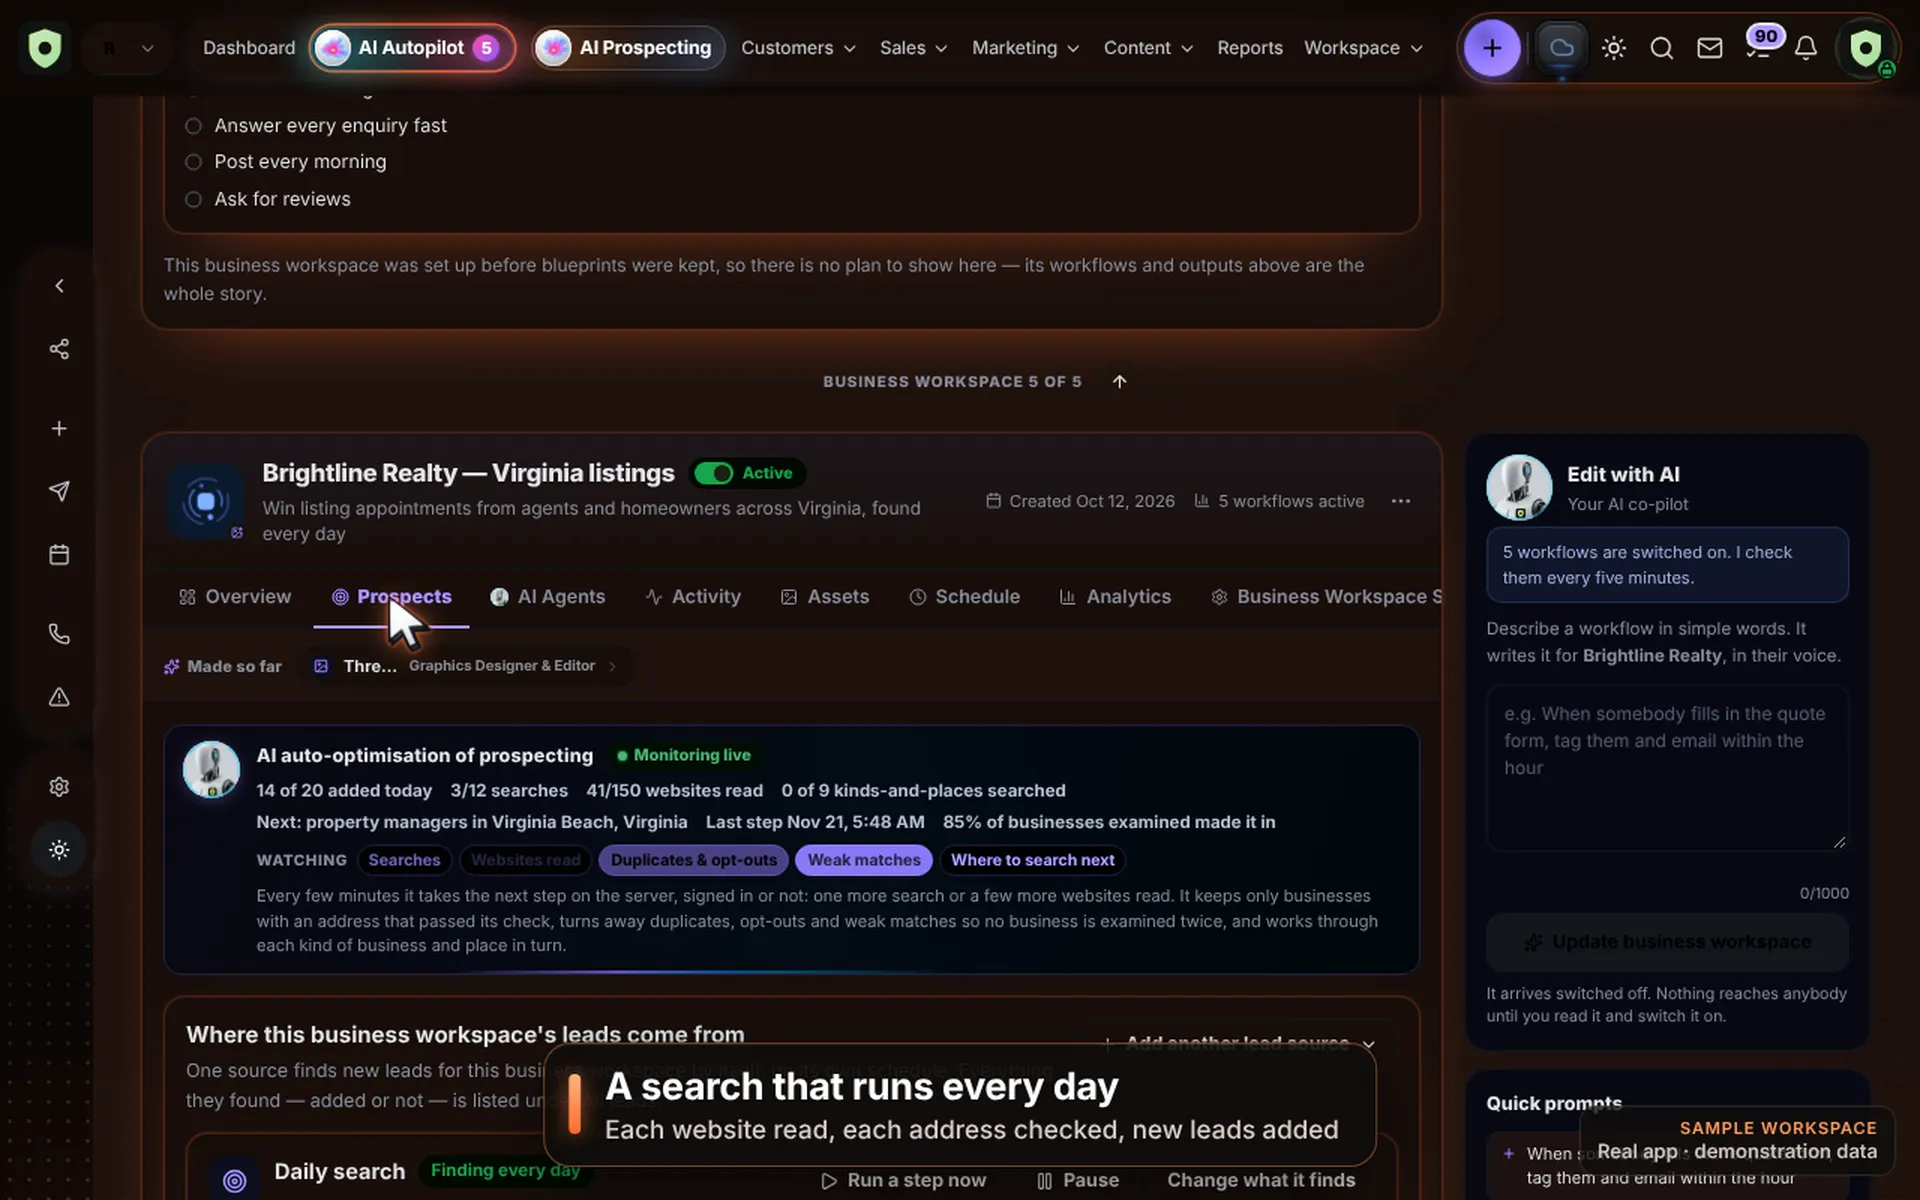 R
Dashboard
AI Autopilot 5
AI Prospecting
Customers
Sales
Marketing
Content
Reports
Workspace
90
Answer every enquiry fast
Post every morning
Ask for reviews
This business workspace was set up before blueprints were kept, so there is no plan to show here — its workflows and outputs above are the
whole story.
BUSINESS WORKSPACE 5 OF 5
Brightline Realty — Virginia listings
Active
Win listing appointments from agents and homeowners across Virginia, found
every day
Created Oct 12, 2026
5 workflows active
Overview
Prospects
AI Agents
Activity
Assets
Schedule
Analytics
Business Workspace S
Made so far
Thre...
Graphics Designer & Editor
AI auto-optimisation of prospecting
Monitoring live
14 of 20 added today 3/12 searches 41/150 websites read 0 of 9 kinds-and-places searched
Next: property managers in Virginia Beach, Virginia Last step Nov 21, 5:48 AM 85% of businesses examined made it in
WATCHING Searches Websites read Duplicates & opt-outs Weak matches Where to search next
Every few minutes it takes the next step on the server, signed in or not: one more search or a few more websites read. It keeps only businesses
with an address that passed its check, turns away duplicates, opt-outs and weak matches so no business is examined twice, and works through
each kind of business and place in turn.
Where this business workspace's leads come from
Add another lead source
One source finds new leads for this busi
they found — added or not — is listed un
Daily search
Finding every day
Run a step now
Pause
Change what it finds
A search that runs every day
Each website read, each address checked, new leads added
Edit with AI
Your AI co-pilot
5 workflows are switched on. I check
them every five minutes.
Describe a workflow in simple words. It
writes it for Brightline Realty, in their voice.
e.g. When somebody fills in the quote
form, tag them and email within the
hour
0/1000
Update business workspace
It arrives switched off. Nothing reaches anybody
until you read it and switch it on.
Quick prompts
When s
tag them and email within the hour
SAMPLE WORKSPACE
Real app · demonstration data